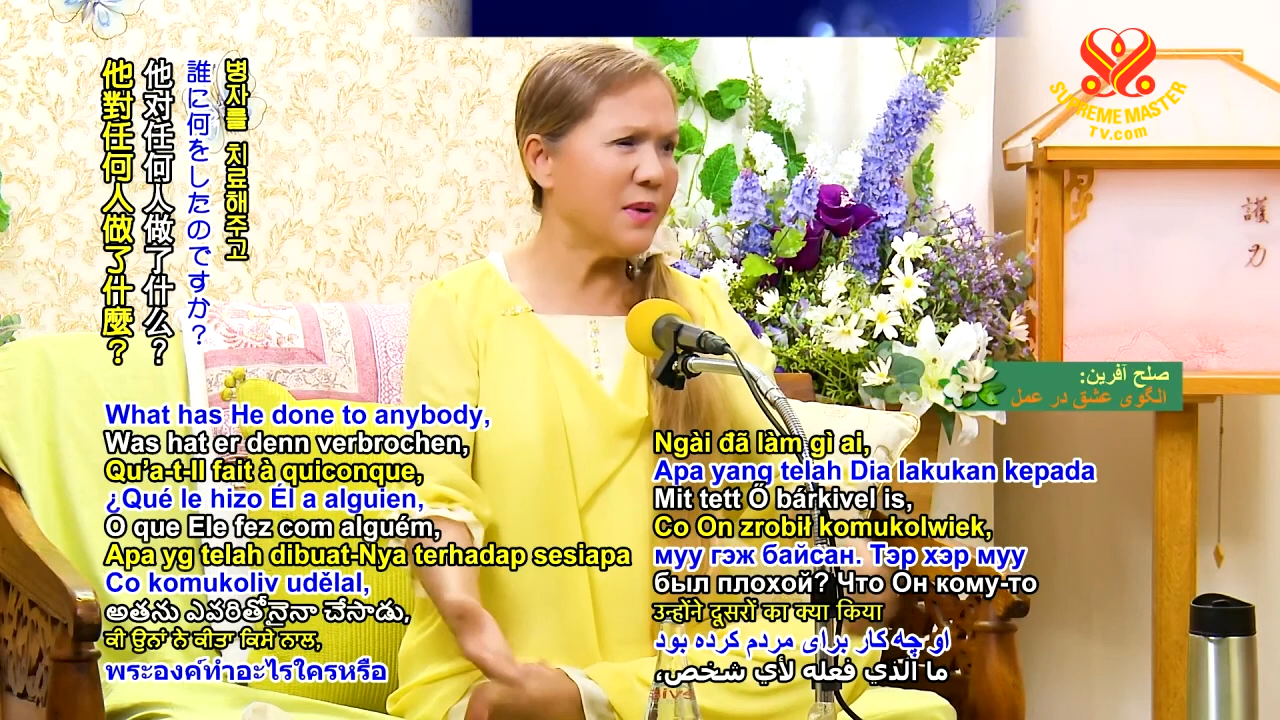 SUPREME MASTER
TV.com
護
力
병자를 치료해주고
誰に何をしたのですか？
他对任何人做了什么？
他對任何人做了什麼？
صلح آفرین:
الگوی عشق در عمل
What has He done to anybody,
Was hat er denn verbrochen,
Qu'a-t-Il fait à quiconque,
¿Qué le hizo Él a alguien,
O que Ele fez com alguém,
Apa yg telah dibuat-Nya terhadap sesiapa
Co komukoliv udělal,
అతను ఎవరితోనైనా చేసాడు,
ਕੀ ਉਨਾਂ ਨੇ ਕੀਤਾ ਕਿਸੇ ਨਾਲ,
พระองค์ทำอะไรใครหรือ
Ngài đã làm gì ai,
Apa yang telah Dia lakukan kepada
Mit tett Ő bárkivel is,
Co On zrobił komukolwiek,
муу гэж байсан. Тэр хэр муу
был плохой? Что Он кому-то
उन्होंने दूसरों का क्या किया
او چه کار برای مردم کرده بود
ما الذي فعله لأي شخص،